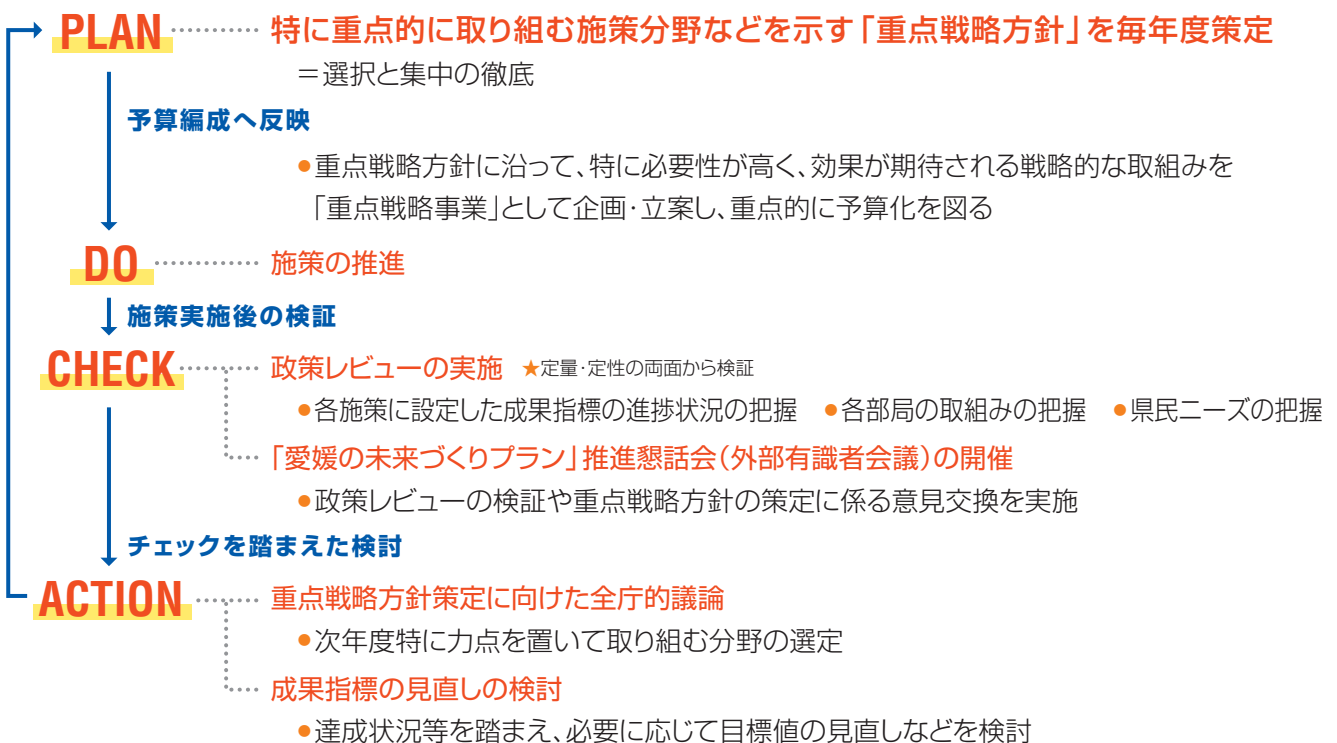 PLAN 特に重点的に取り組む施策分野などを示す「重点戦略方針」を毎年度策定
＝選択と集中の徹底
予算編成へ反映
●重点戦略方針に沿って、特に必要性が高く、効果が期待される戦略的な取組みを
「重点戦略事業」として企画・立案し、重点的に予算化を図る
DO 施策の推進
施策実施後の検証
CHECK 政策レビューの実施 ★定量・定性の両面から検証
●各施策に設定した成果指標の進捗状況の把握 ●各部局の取組みの把握 ●県民ニーズの把握
「愛媛の未来づくりプラン」推進懇話会（外部有識者会議）の開催
●政策レビューの検証や重点戦略方針の策定に係る意見交換を実施
チェックを踏まえた検討
ACTION 重点戦略方針策定に向けた全庁的議論
●次年度特に力点を置いて取り組む分野の選定
成果指標の見直しの検討
●達成状況等を踏まえ、必要に応じて目標値の見直しなどを検討